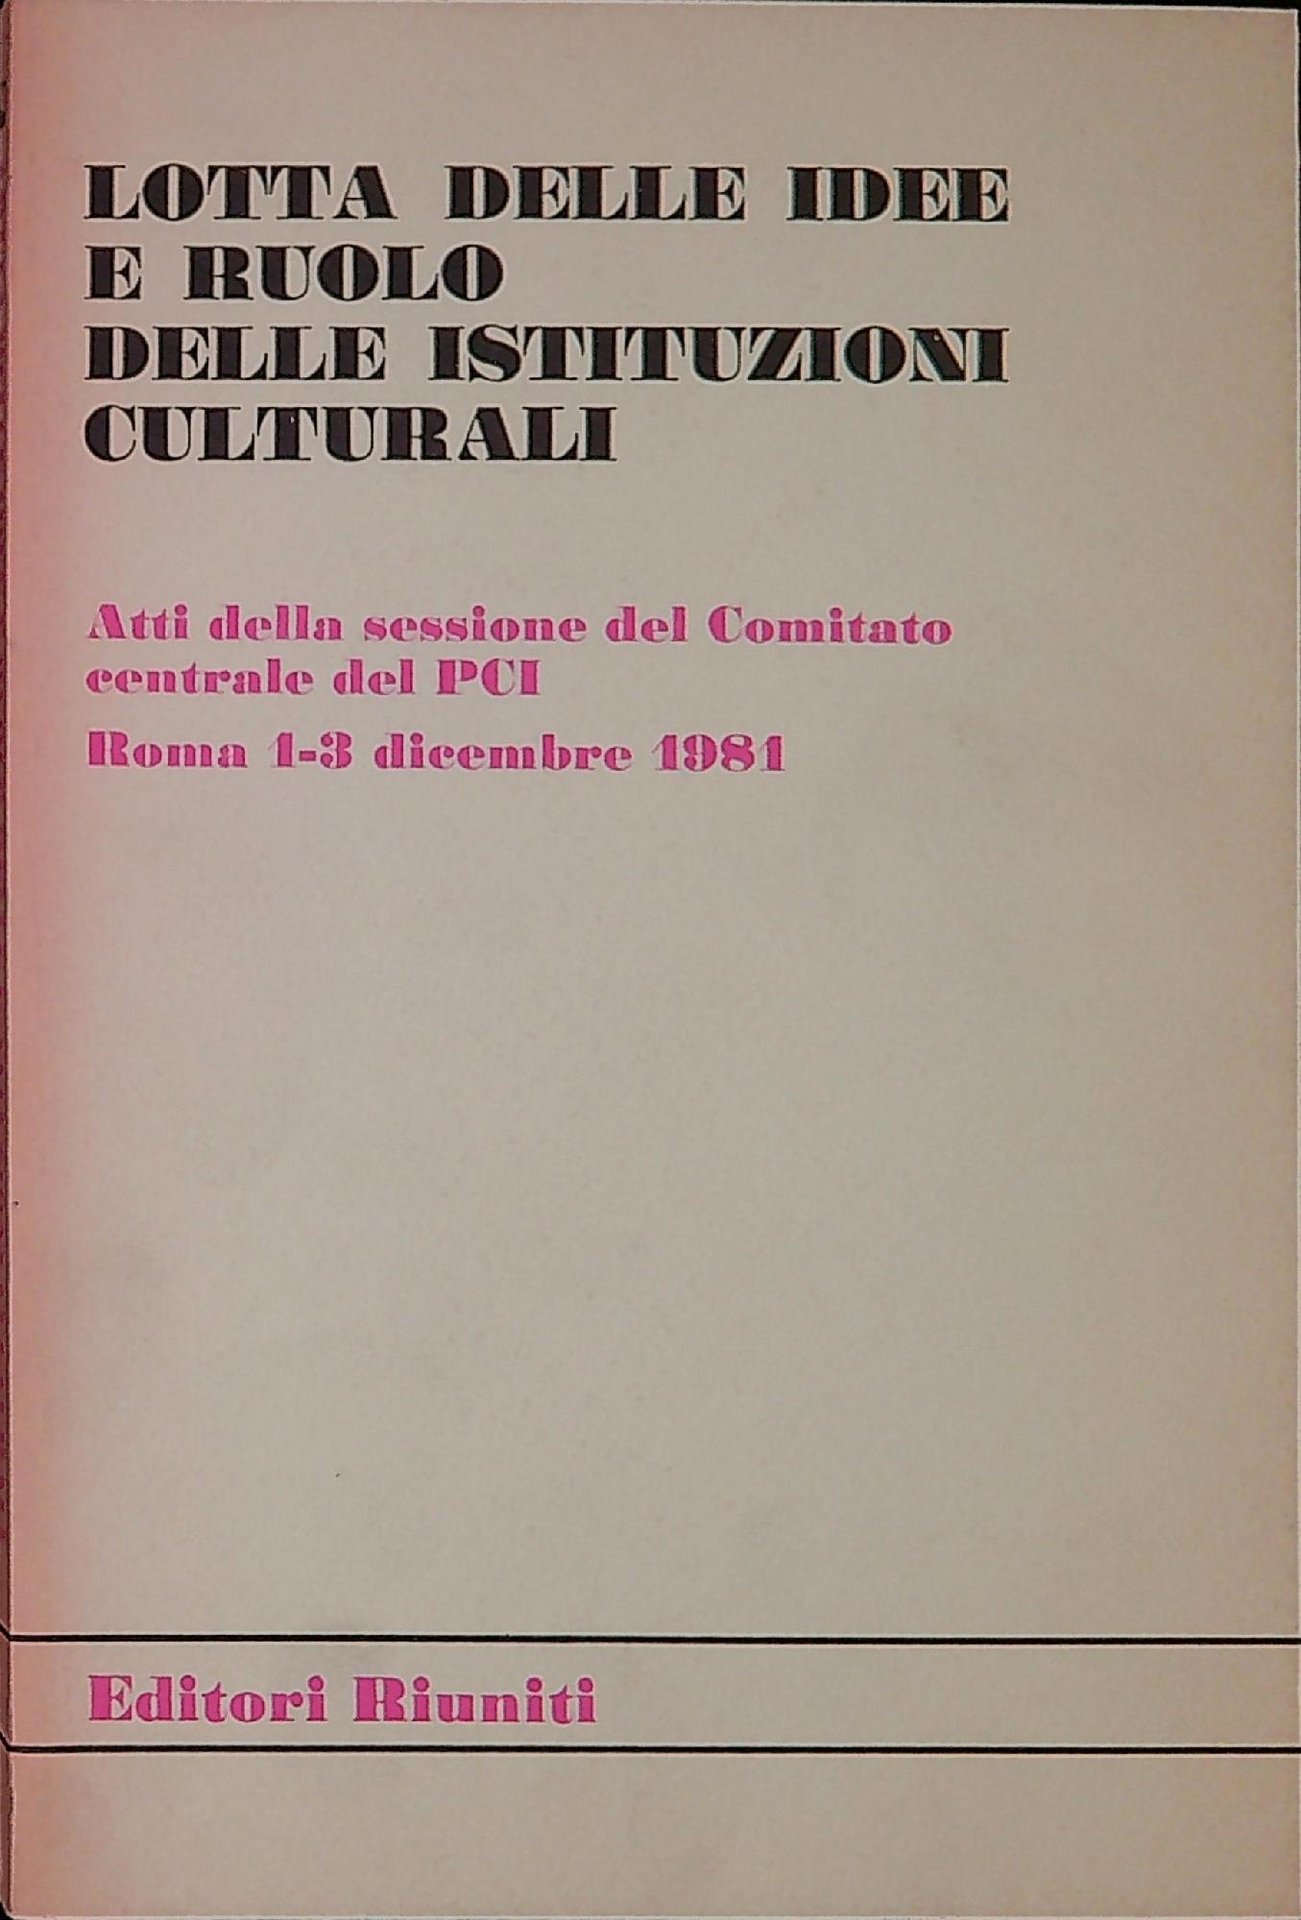 LOTTA DELLE IDEE
E RUOLO
DELLE ISTITUZIONI
CULTURALI
Atti della sessione del Comitato
centrale del PCI
Roma 1-3 dicembre 1981
Editori Riuniti